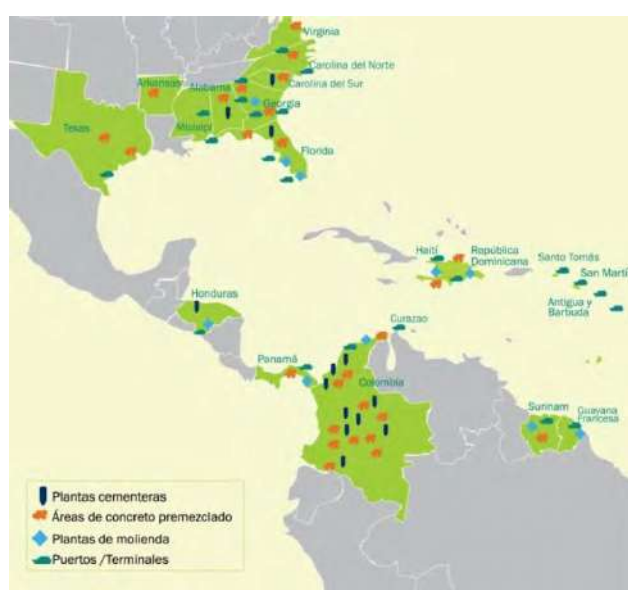 Virginia
Carolina del Norte
Carolina del Sur
Arkansas
Alabama
Georgia
Texas
Misisipi
Florida
Haití
República
Dominicana
Santo Tomás
San Martí
Antigua y
Barbuda
Honduras
Curazao
Panamá
Colombia
Surinam
Guayana
Francesa
Plantas cementeras
Áreas de concreto premezclado
Plantas de molienda
Puertos /Terminales